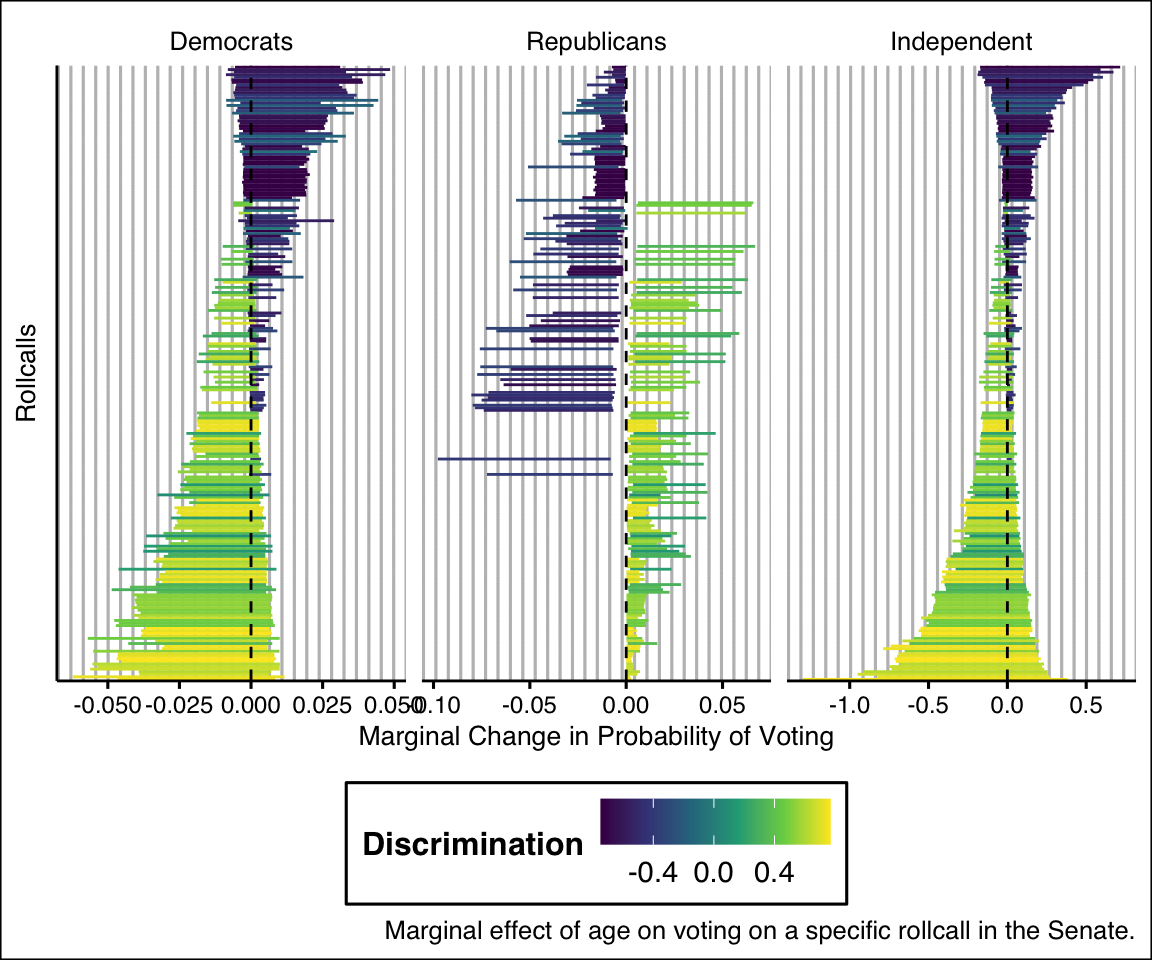 Democrats Republicans Independent
Rollcalls
-0.050 -0.025 0.000 0.025 0.050 -0.10 -0.05 0.00 0.05 -1.0 -0.5 0.0 0.5
Marginal Change in Probability of Voting
Discrimination
-0.4 0.0 0.4
Marginal effect of age on voting on a specific rollcall in the Senate.